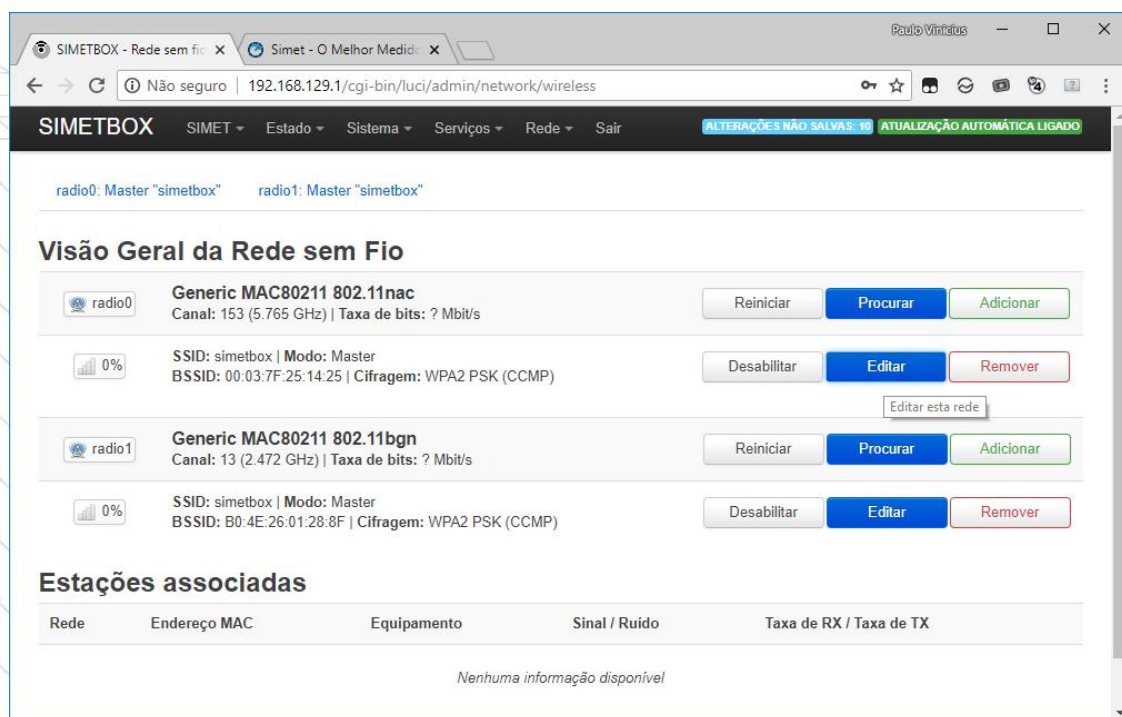 Paulo Vinicius
SIMETBOX - Rede sem fio
Simet - O Melhor Medido
Não seguro | 192.168.129.1/cgi-bin/luci/admin/network/wireless
SIMETBOX SIMET Estado Sistema Serviços Rede Sair ALTERAÇÕES NÃO SALVAS: 10 ATUALIZAÇÃO AUTOMÁTICA LIGADO
radio0: Master "simetbox" radio1: Master "simetbox"
Visão Geral da Rede sem Fio
radio0
Generic MAC80211 802.11nac
Canal: 153 (5.765 GHz) | Taxa de bits: ? Mbit/s
Reiniciar Procurar Adicionar
0%
SSID: simetbox | Modo: Master
BSSID: 00:03:7F:25:14:25 | Cifragem: WPA2 PSK (CCMP)
Desabilitar Editar Remover
Editar esta rede
radio1
Generic MAC80211 802.11bgn
Canal: 13 (2.472 GHz) | Taxa de bits: ? Mbit/s
Reiniciar Procurar Adicionar
0%
SSID: simetbox | Modo: Master
BSSID: B0:4E:26:01:28:8F | Cifragem: WPA2 PSK (CCMP)
Desabilitar Editar Remover
Estações associadas
Rede Endereço MAC Equipamento Sinal / Ruído Taxa de RX / Taxa de TX
Nenhuma informação disponível